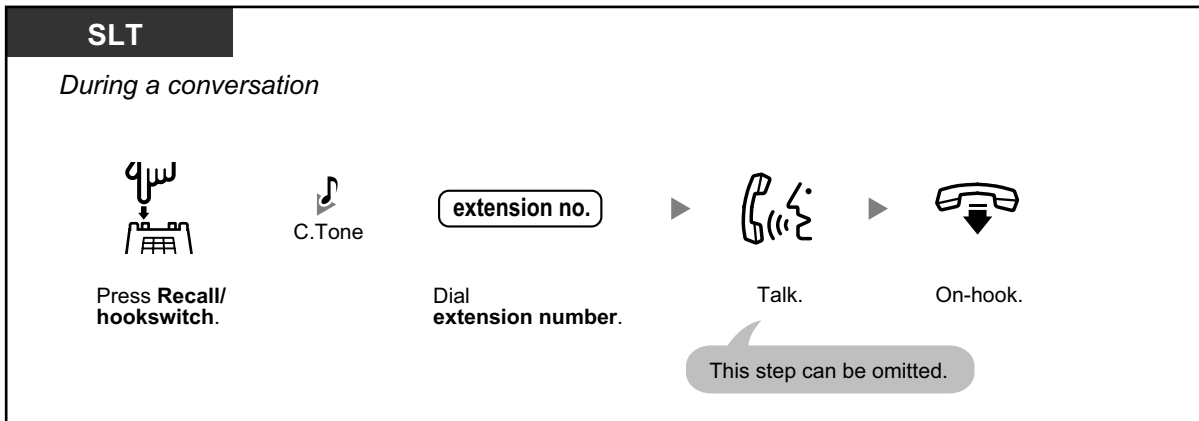 SLT
During a conversation
extension no.
C.Tone
Press Recall/
hookswitch.
Dial
extension number.
Talk.
On-hook.
This step can be omitted.